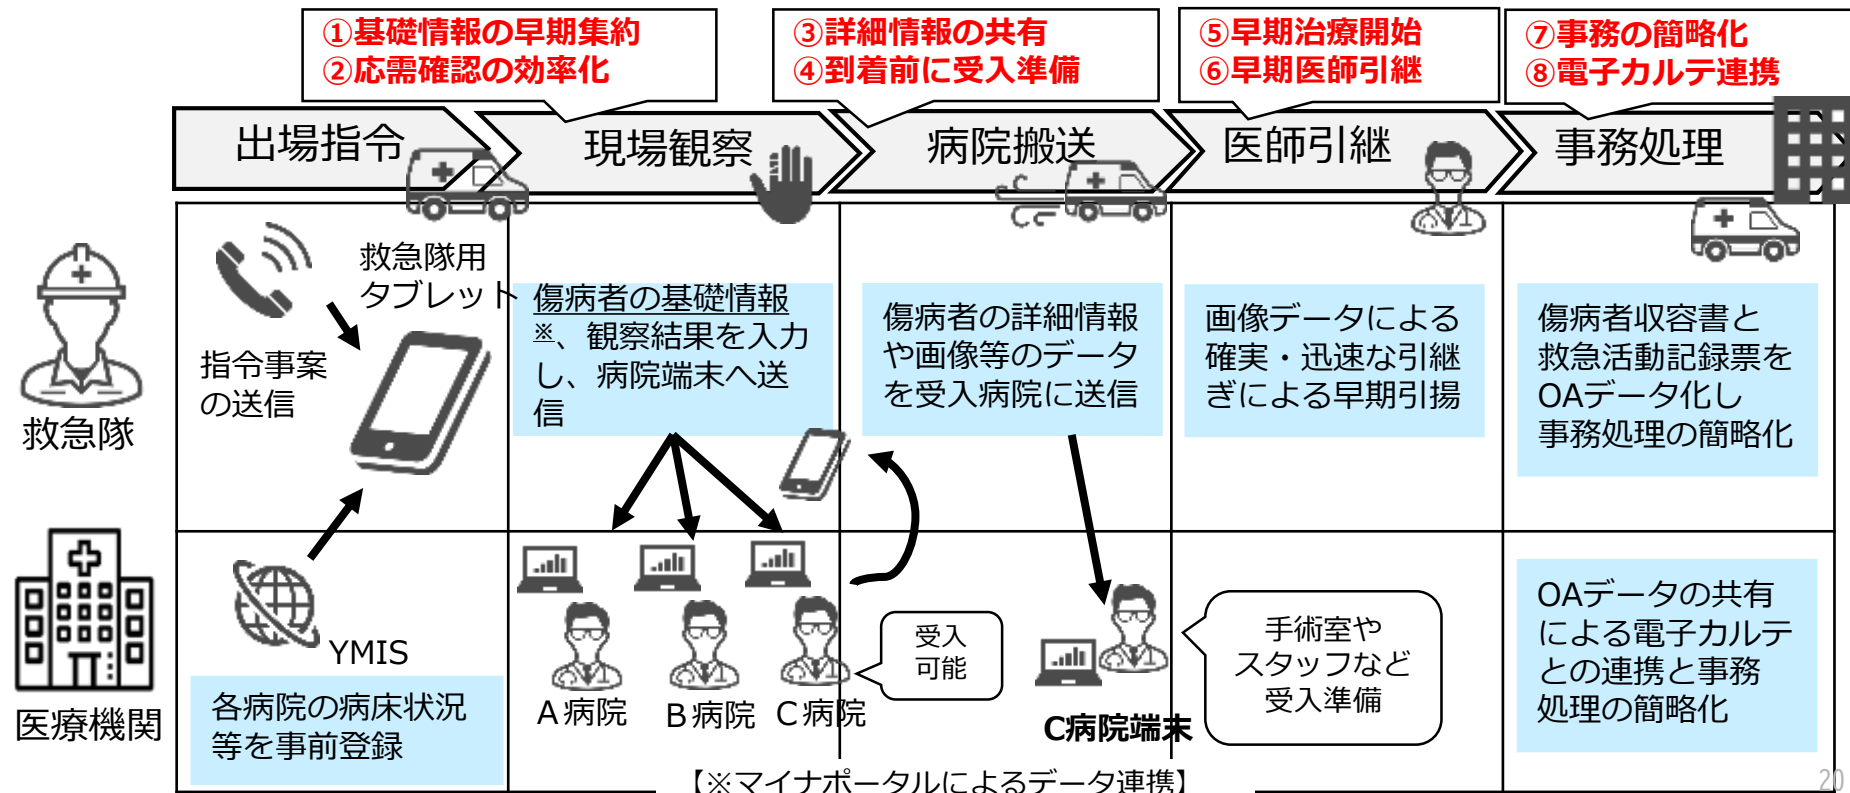 ①基礎情報の早期集約
②応需確認の効率化
③詳細情報の共有
④到着前に受入準備
⑤早期治療開始
⑥早期医師引継
⑦事務の簡略化
⑧電子カルテ連携
出場指令
現場観察
病院搬送
医師引継
事務処理
救急隊
救急隊用
タブレット
指令事案
の送信
傷病者の基礎情報
※、観察結果を入力
し、病院端末へ送
信
傷病者の詳細情報
や画像等のデータ
を受入病院に送信
画像データによる
確実・迅速な引継
ぎによる早期引揚
傷病者収容書と
救急活動記録票を
OAデータ化し
事務処理の簡略化
医療機関
YMIS
各病院の病床状況
等を事前登録
A病院
B病院
C病院
受入
可能
C病院端末
手術室や
スタッフなど
受入準備
OAデータの共有
による電子カルテ
との連携と事務
処理の簡略化
【※マイナポータルによるデータ連携】
20